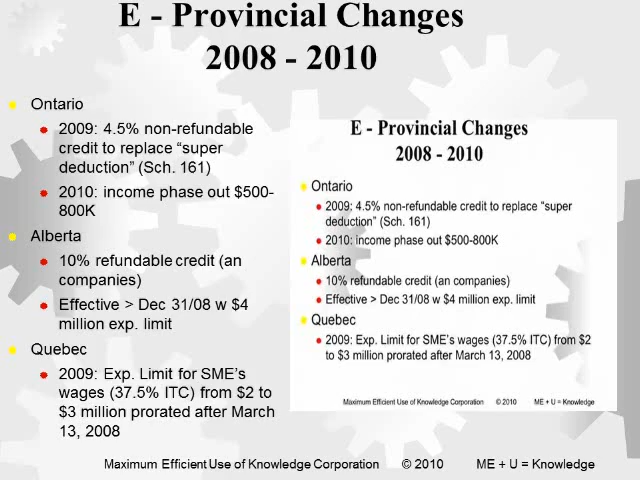 E - Provincial Changes
2008 - 2010
Ontario
2009: 4.5% non-refundable
credit to replace “super
deduction” (Sch. 161)
2010: income phase out $500-
800K
Alberta
10% refundable credit (an
companies)
Effective > Dec 31/08 w $4
million exp. limit
Quebec
2009: Exp. Limit for SME’s
wages (37.5% ITC) from $2 to
$3 million prorated after March
13, 2008
E - Provincial Changes
2008 - 2010
Ontario
2009: 4.5% non-refundable credit to replace “super
deduction” (Sch. 161)
2010: income phase out $500-800K
Alberta
10% refundable credit (an companies)
Effective > Dec 31/08 w $4 million exp. limit
Quebec
2009: Exp. Limit for SME’s wages (37.5% ITC) from $2
to $3 million prorated after March 13, 2008
Maximum Efficient Use of Knowledge Corporation © 2010 ME + U = Knowledge
Maximum Efficient Use of Knowledge Corporation © 2010 ME + U = Knowledge